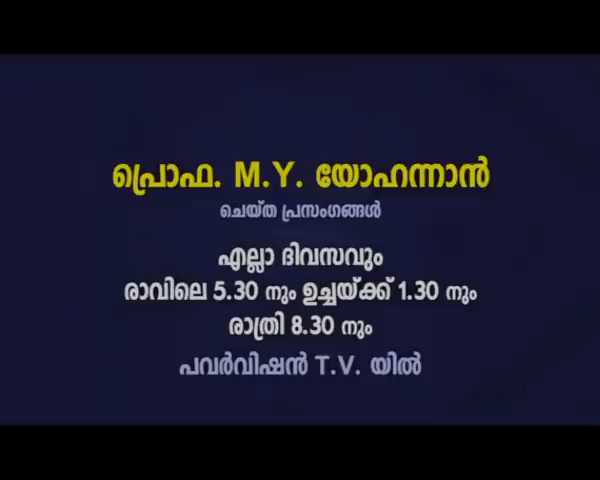 പ്രൊഫ. M.Y. യോഹന്നാൻ
ചെയ്ത പ്രസംഗങ്ങൾ
എല്ലാ ദിവസവും
രാവിലെ 5.30 നും ഉച്ചയ്ക്ക് 1.30 നും
രാത്രി 8.30 നും
പവർവിഷൻ T.V. യിൽ